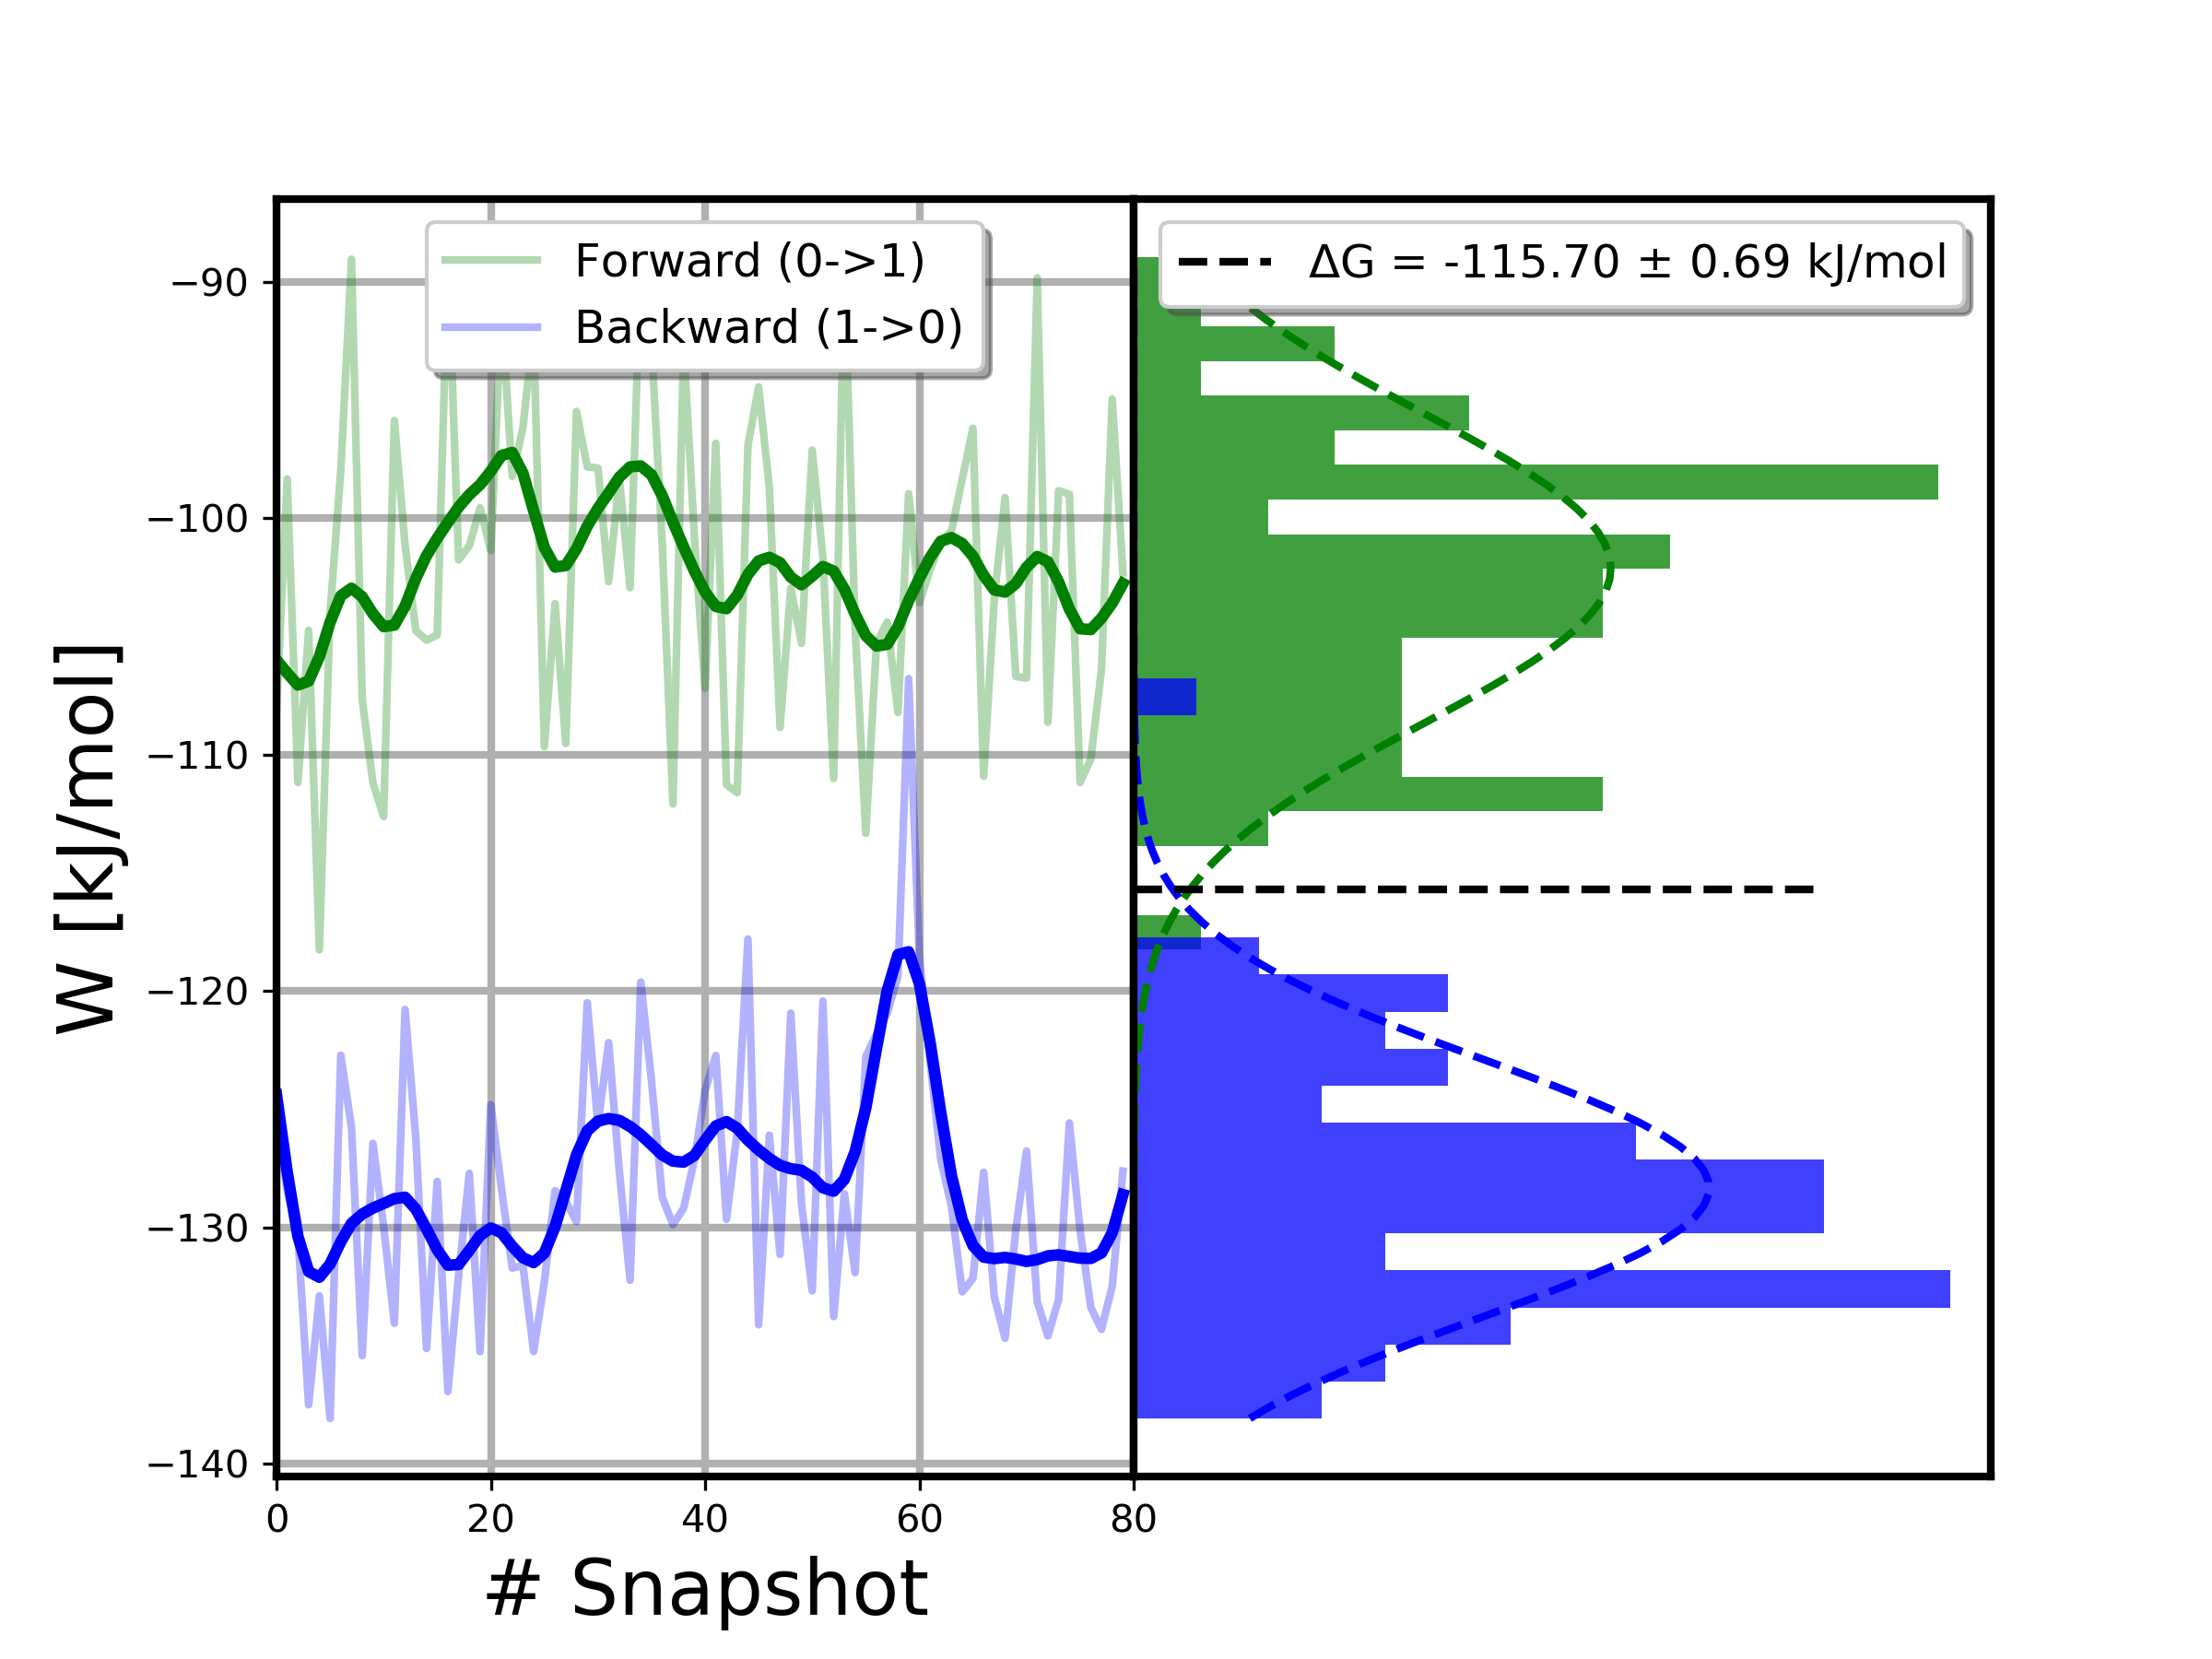 Forward (0->1)
Backward (1->0)
ΔG = -115.70 ± 0.69 kJ/mol
−90
−100
−110
−120
−130
−140
W [kJ/mol]
0 20 40 60 80
# Snapshot